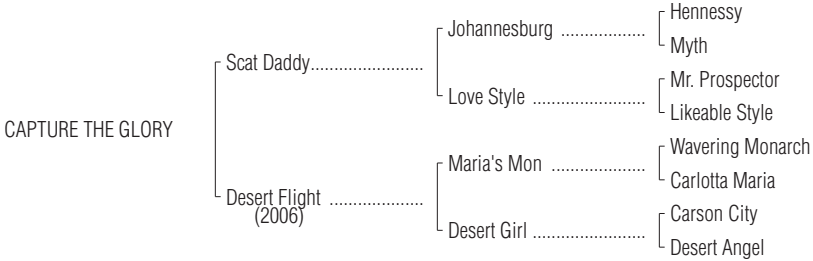 Hennessy
Johannesburg ...................
Myth
Scat Daddy.........................
Mr. Prospector
Love Style .........................
Likeable Style
CAPTURE THE GLORY
Wavering Monarch
Maria's Mon .....................
Carlotta Maria
Desert Flight .....................
(2006)
Carson City
Desert Girl .........................
Desert Angel